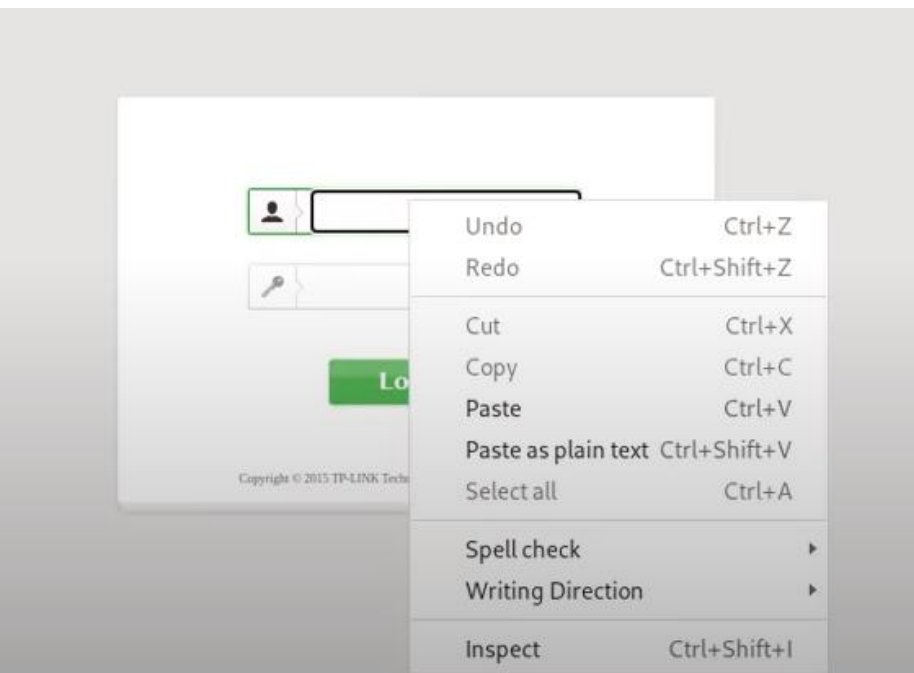 Lo
Copyright © 2015 TP-LINK
Undo Ctrl+Z
Redo Ctrl+Shift+Z
Cut Ctrl+X
Copy Ctrl+C
Paste Ctrl+V
Paste as plain text Ctrl+Shift+V
Select all Ctrl+A
Spell check
Writing Direction
Inspect Ctrl+Shift+I